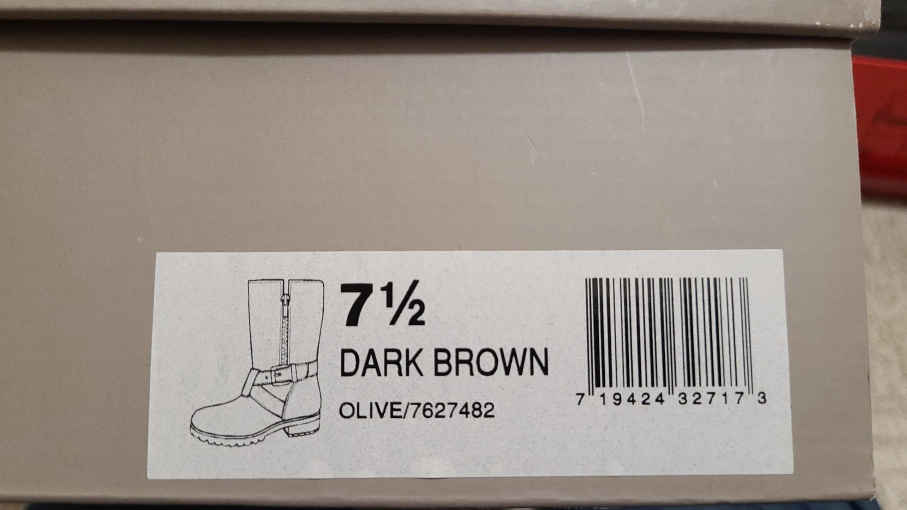 7½
DARK BROWN
OLIVE/7627482
7 19424 32717 3